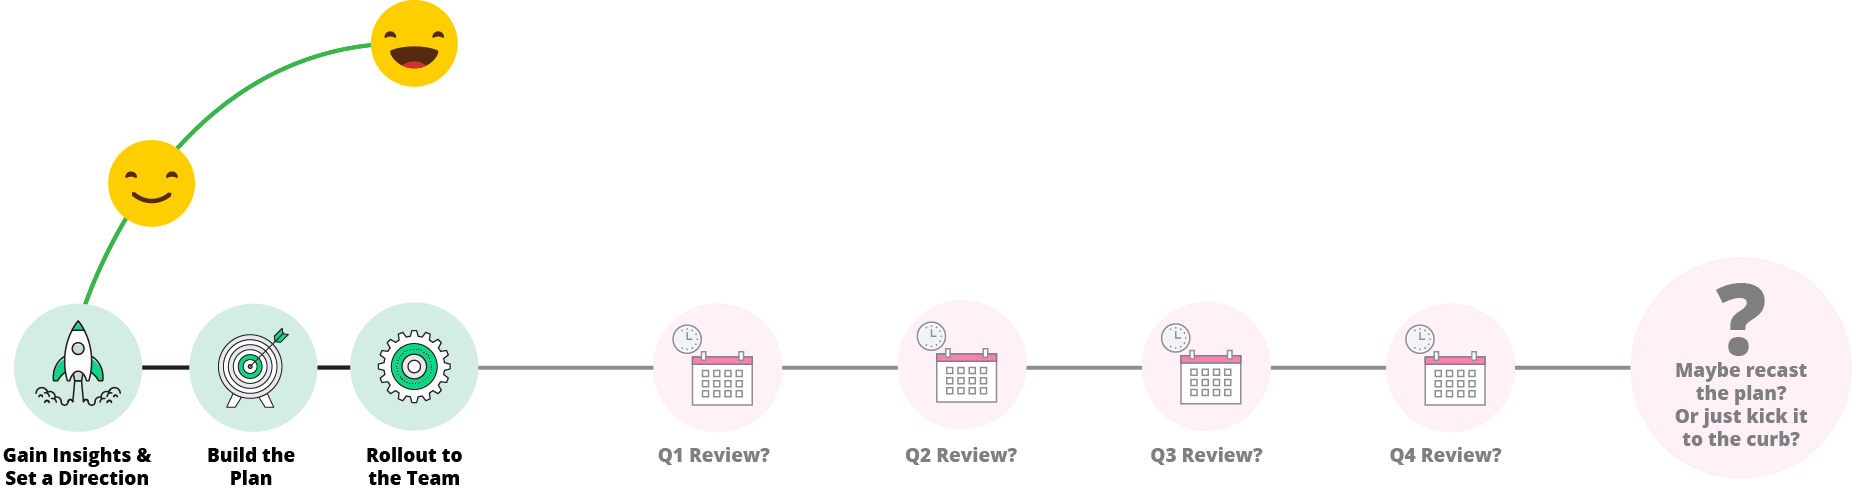 Gain Insights &
Set a Direction
Build the
Plan
Rollout to
the Team
Q1 Review?
Q2 Review?
Q3 Review?
Q4 Review?
?
Maybe recast
the plan?
Or just kick it
to the curb?